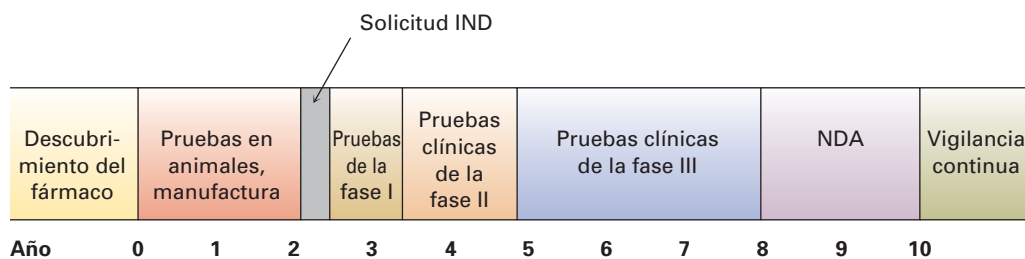 Solicitud IND
Descubri-
miento del
fármaco
Pruebas en
animales,
manufactura
Pruebas
de la
fase I
Pruebas
clínicas
de la
fase II
Pruebas clínicas
de la fase III
NDA
Vigilancia
continua
Año 0 1 2 3 4 5 6 7 8 9 10